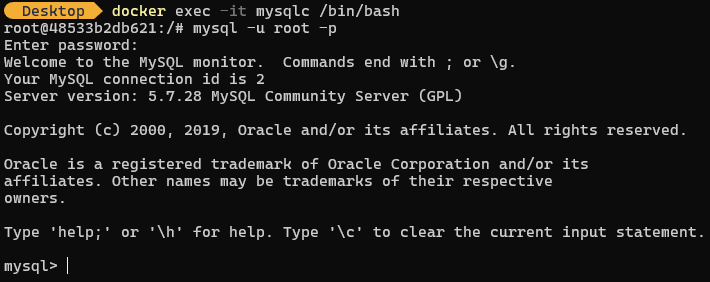 Desktop docker exec -it mysqlc /bin/bash
root@48533b2db621:/# mysql -u root -p
Enter password:
Welcome to the MySQL monitor.  Commands end with ; or \g.
Your MySQL connection id is 2
Server version: 5.7.28 MySQL Community Server (GPL)

Copyright (c) 2000, 2019, Oracle and/or its affiliates. All rights reserved.

Oracle is a registered trademark of Oracle Corporation and/or its
affiliates. Other names may be trademarks of their respective
owners.

Type 'help;' or '\h' for help. Type '\c' to clear the current input statement.

mysql>